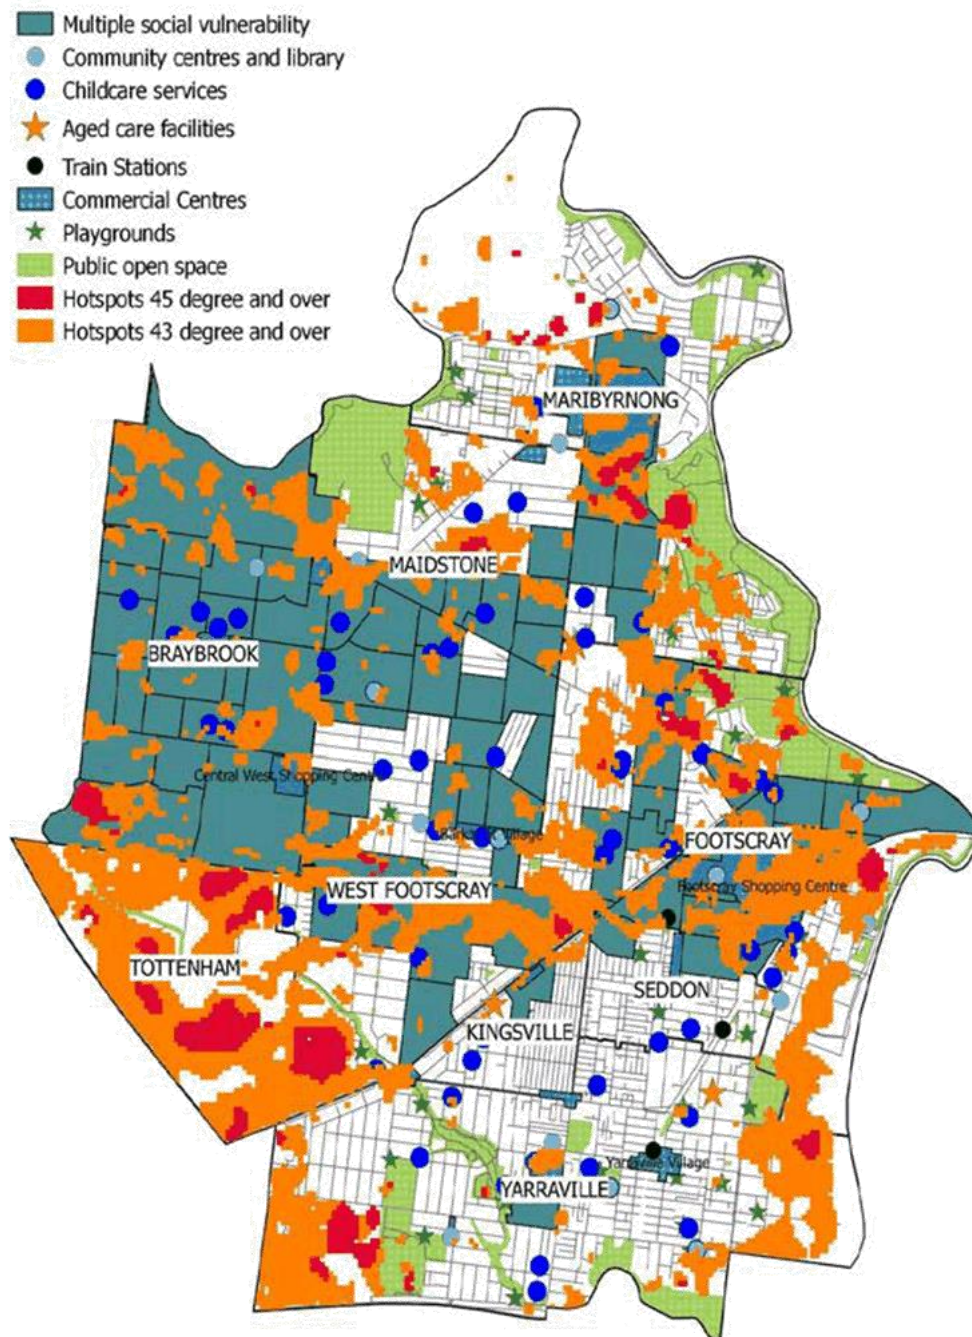 Multiple social vulnerability
Community centres and library
Childcare services
Aged care facilities
Train Stations
Commercial Centres
Playgrounds
Public open space
Hotspots 45 degree and over
Hotspots 43 degree and over
MARIBYRNONG
MAIDSTONE
BRAYBROOK
Central West Shopping Centre
Village
FOOTSCRAY
WEST FOOTSCRAY
Footscray Shopping Centre
TOTTENHAM
SEDDON
KINGSVILLE
Yarraville Village
YARRAVILLE